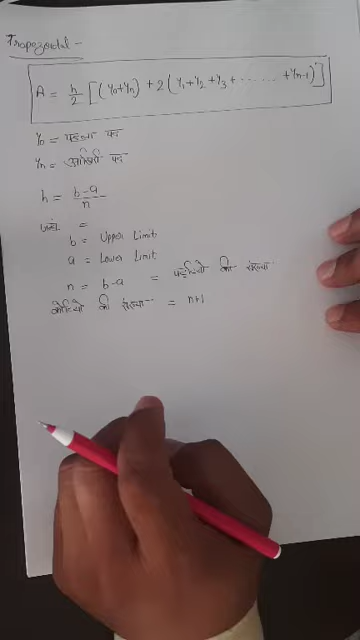 Trapezoidal -
A = h/2 [(y0+yn) + 2(y1+y2+y3+ ...... +yn-1)]
y0 = पहला पद
yn = आखिरी पद
h = b-a/n
जहां =
b = Upper Limit
a = Lower Limit
n = b-a = पट्टियों की संख्या
कोटियों की संख्या = n+1